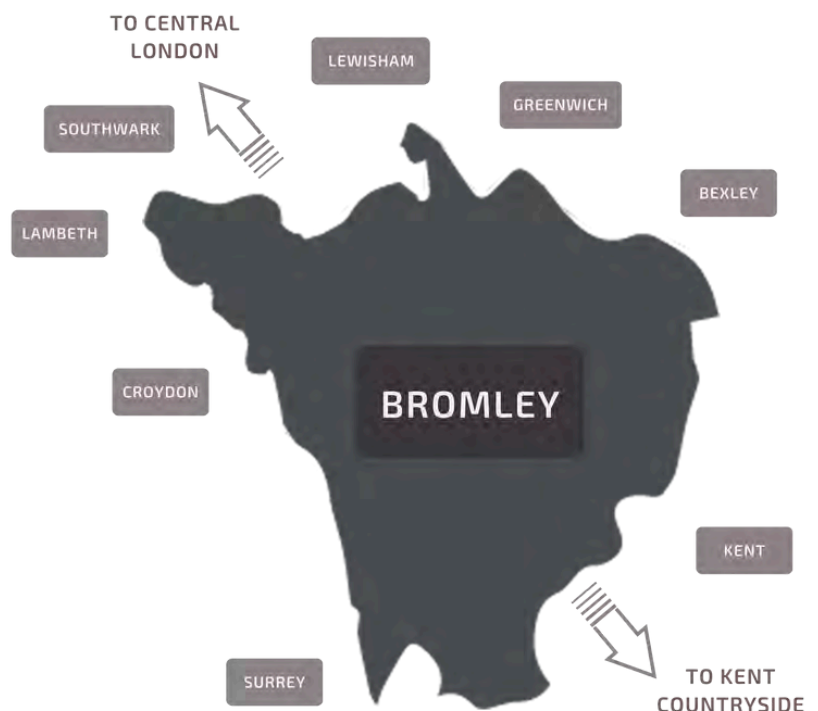 TO CENTRAL
LONDON
LEWISHAM
GREENWICH
SOUTHWARK
BEXLEY
LAMBETH
CROYDON
BROMLEY
KENT
SURREY
TO KENT
COUNTRYSIDE